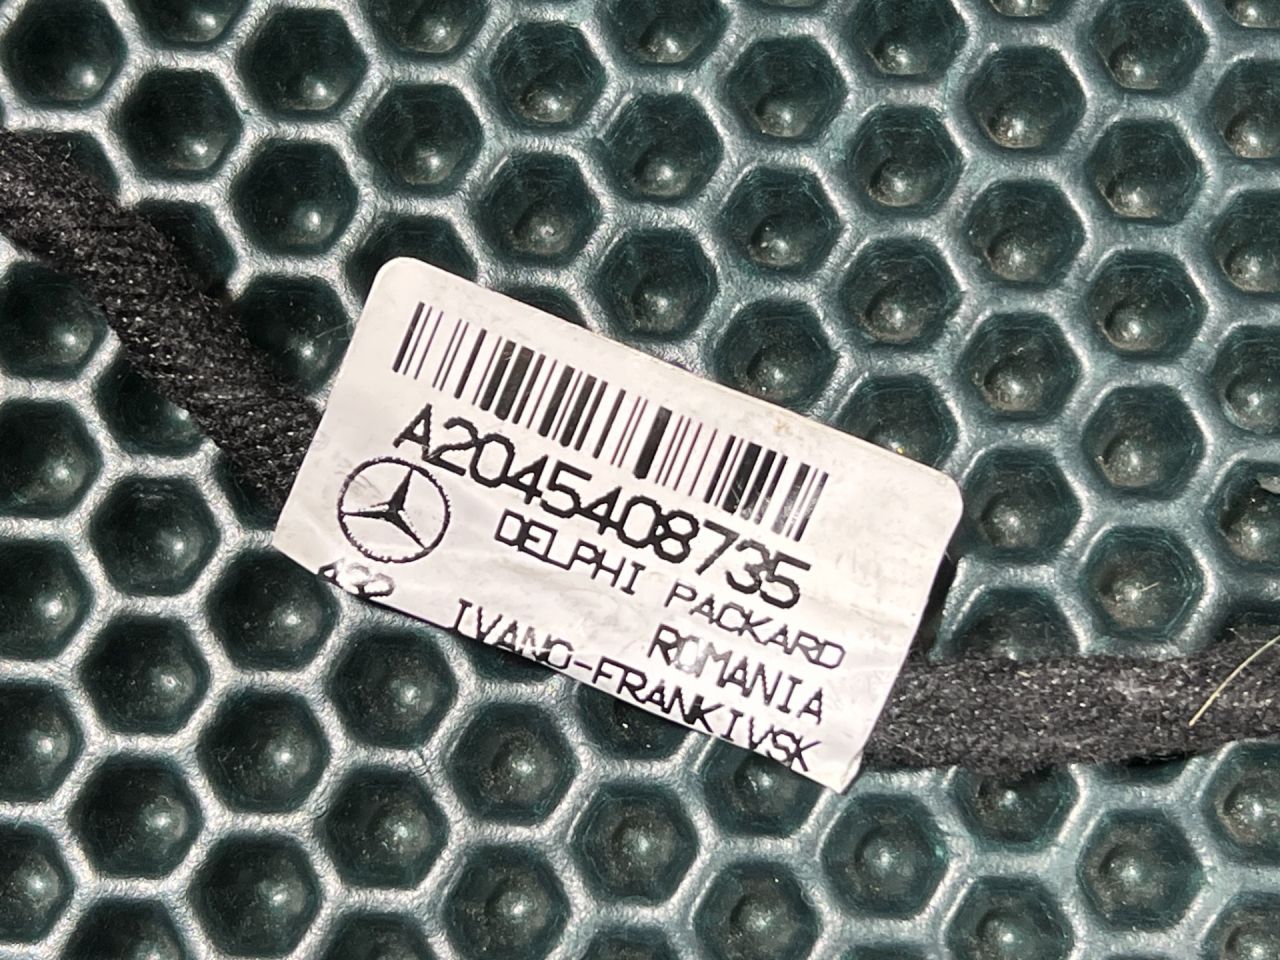 A2045408735
DELPHI PACKARD
ROMANIA
IVANO-FRANKIVSK